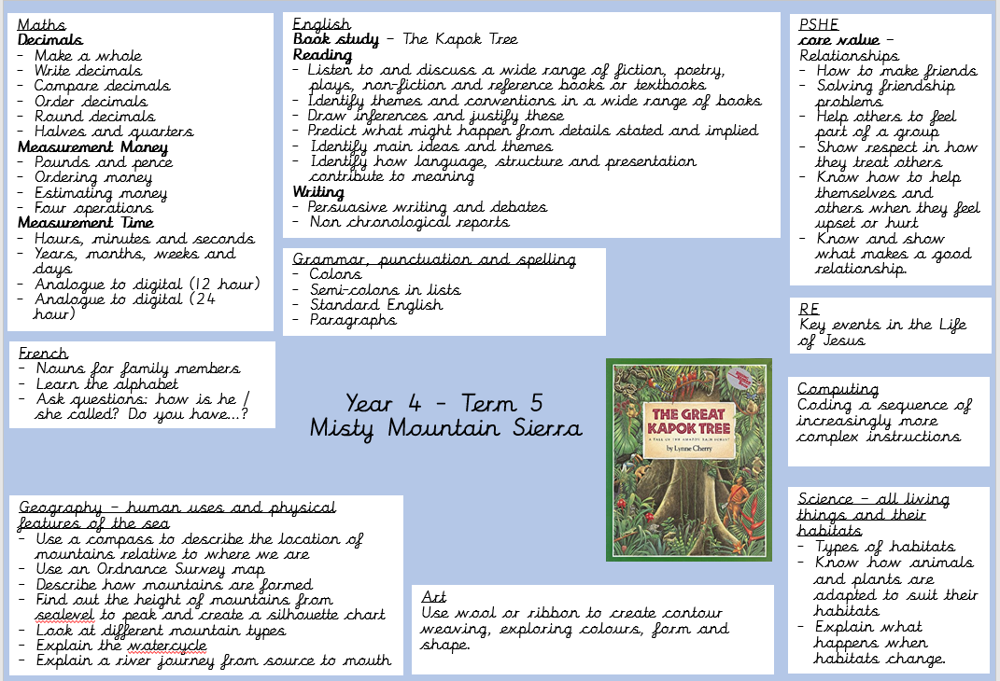 Maths
Decimals
- Make a whole
- Write decimals
- Compare decimals
- Order decimals
- Round decimals
- Halves and quarters
Measurement Money
- Pounds and pence
- Ordering money
- Estimating money
- Four operations
Measurement Time
- Hours, minutes and seconds
- Years, months, weeks and
days
- Analogue to digital (12 hour)
- Analogue to digital (24
hour)
English
Book study - The Kapok Tree
Reading
- Listen to and discuss a wide range of fiction, poetry,
plays, non-fiction and reference books or textbooks
- Identify themes and conventions in a wide range of books
- Draw inferences and justify these
- Predict what might happen from details stated and implied
- Identify main ideas and themes
- Identify how language, structure and presentation
contribute to meaning
Writing
- Persuasive writing and debates
- Non chronological reports
PSHE
core value -
Relationships
- How to make friends
- Solving friendship
problems
- Help others to feel
part of a group
- Show respect in how
they treat others
- Know how to help
themselves and
others when they feel
upset or hurt
- Know and show
what makes a good
relationship.
Grammar, punctuation and spelling
- Colons
- Semi-colons in lists
- Standard English
- Paragraphs
RE
Key events in the Life
of Jesus
French
- Nouns for family members
- Learn the alphabet
- Ask questions: how is he /
she called? Do you have...?
Year 4 - Term 5
Misty Mountain Sierra
THE GREAT
KAPOK TREE
A TALE OF THE AMAZON RAIN FOREST
by Lynne Cherry
Computing
Coding a sequence of
increasingly more
complex instructions
Geography - human uses and physical
features of the sea
- Use a compass to describe the location of
mountains relative to where we are
- Use an Ordnance Survey map
- Describe how mountains are formed
- Find out the height of mountains from
sealevel to peak and create a silhouette chart
- Look at different mountain types
- Explain the watercycle
- Explain a river journey from source to mouth
Art
Use wool or ribbon to create contour
weaving, exploring colours, form and
shape.
Science - all living
things and their
habitats
- Types of habitats
- Know how animals
and plants are
adapted to suit their
habitats
- Explain what
happens when
habitats change.